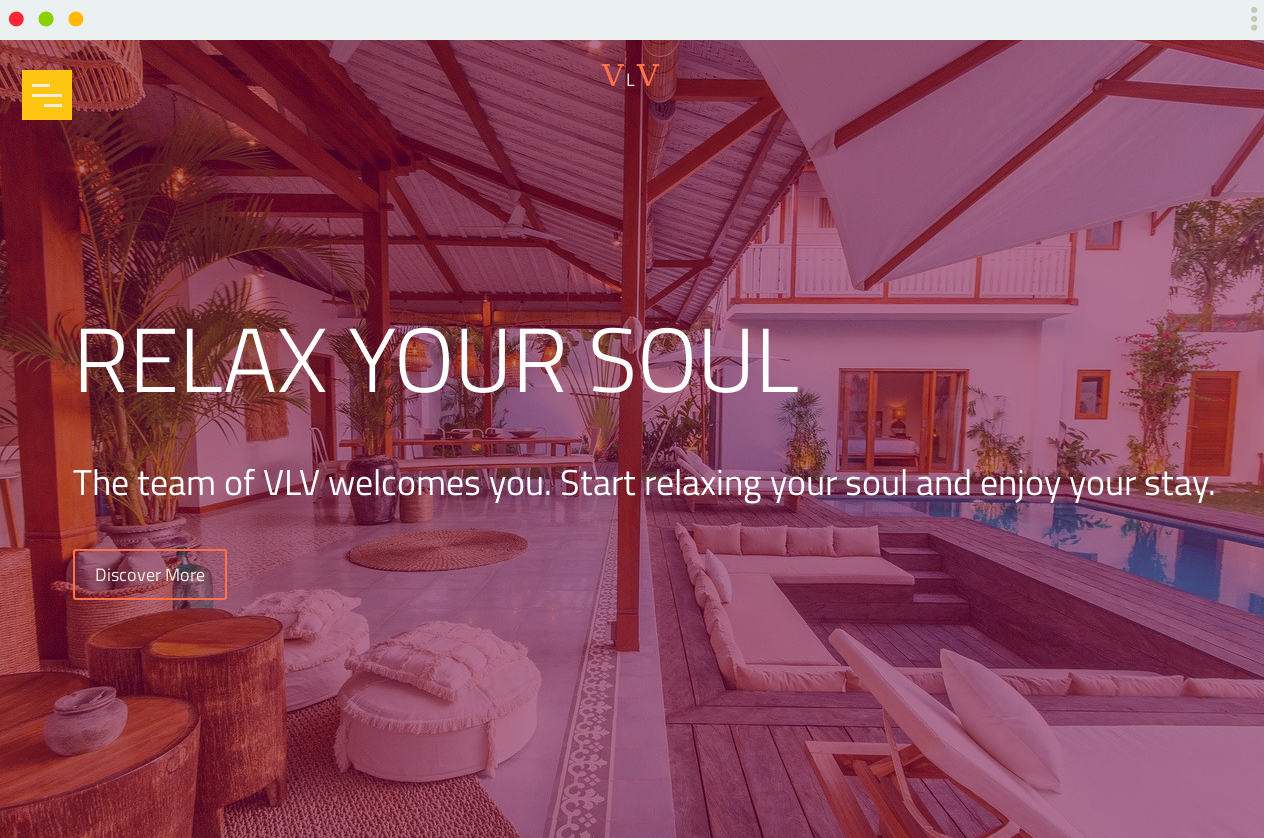 VLV
RELAX YOUR SOUL
The team of VLV welcomes you. Start relaxing your soul and enjoy your stay.
Discover More